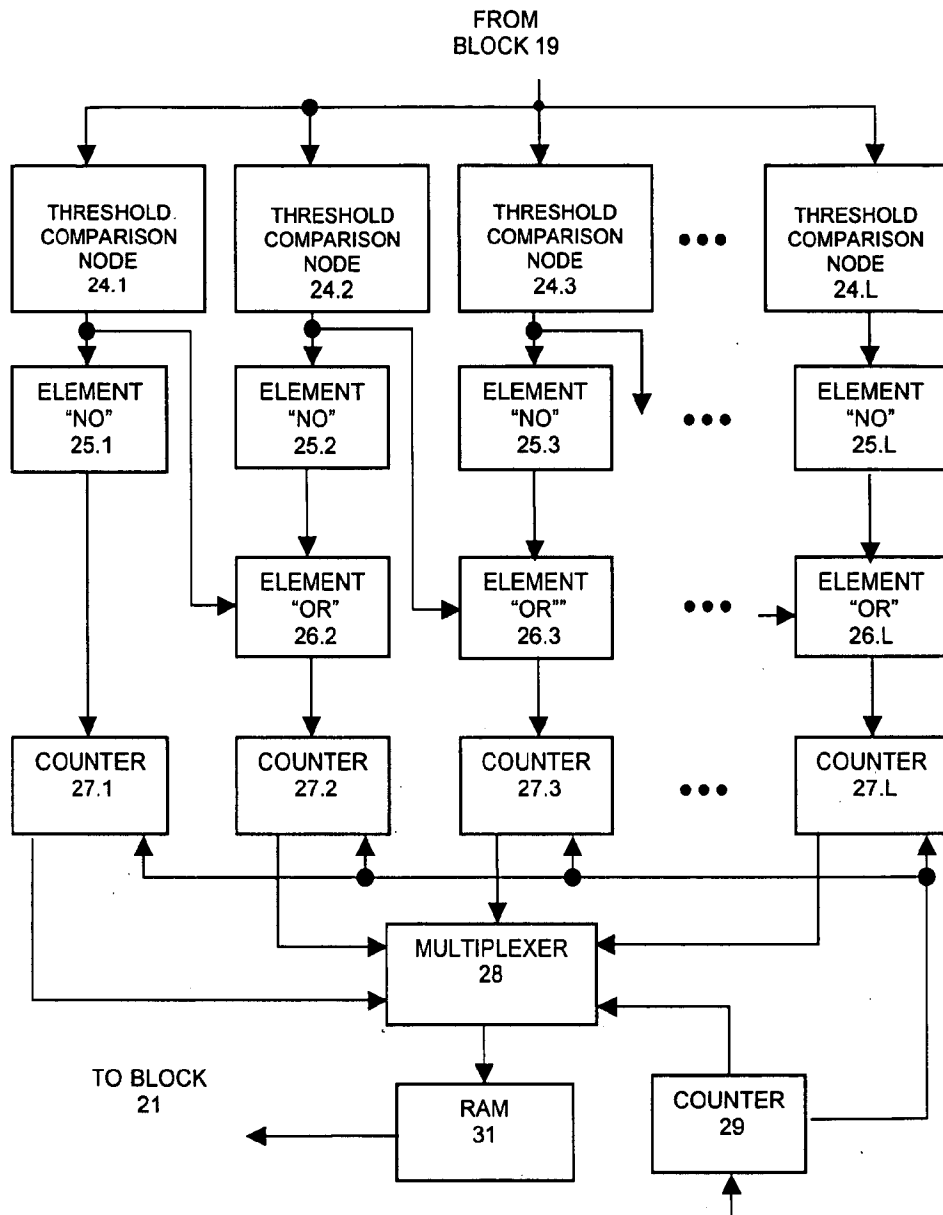 FROM
BLOCK 19
THRESHOLD
COMPARISON
NODE
24.1
THRESHOLD
COMPARISON
NODE
24.2
THRESHOLD
COMPARISON
NODE
24.3
THRESHOLD
COMPARISON
NODE
24.L
ELEMENT
“NO”
25.1
ELEMENT
“NO”
25.2
ELEMENT
“NO”
25.3
ELEMENT
“NO”
25.L
ELEMENT
“OR”
26.2
ELEMENT
“OR””
26.3
ELEMENT
“OR”
26.L
COUNTER
27.1
COUNTER
27.2
COUNTER
27.3
COUNTER
27.L
MULTIPLEXER
28
TO BLOCK
21
RAM
31
COUNTER
29